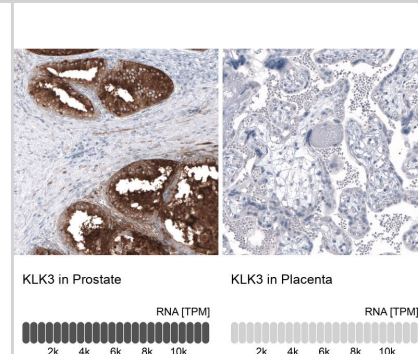 KLK3 in Prostate
KLK3 in Placenta
RNA [TPM]
RNA [TPM]
2k 4k 6k 8k 10k
2k 4k 6k 8k 10k